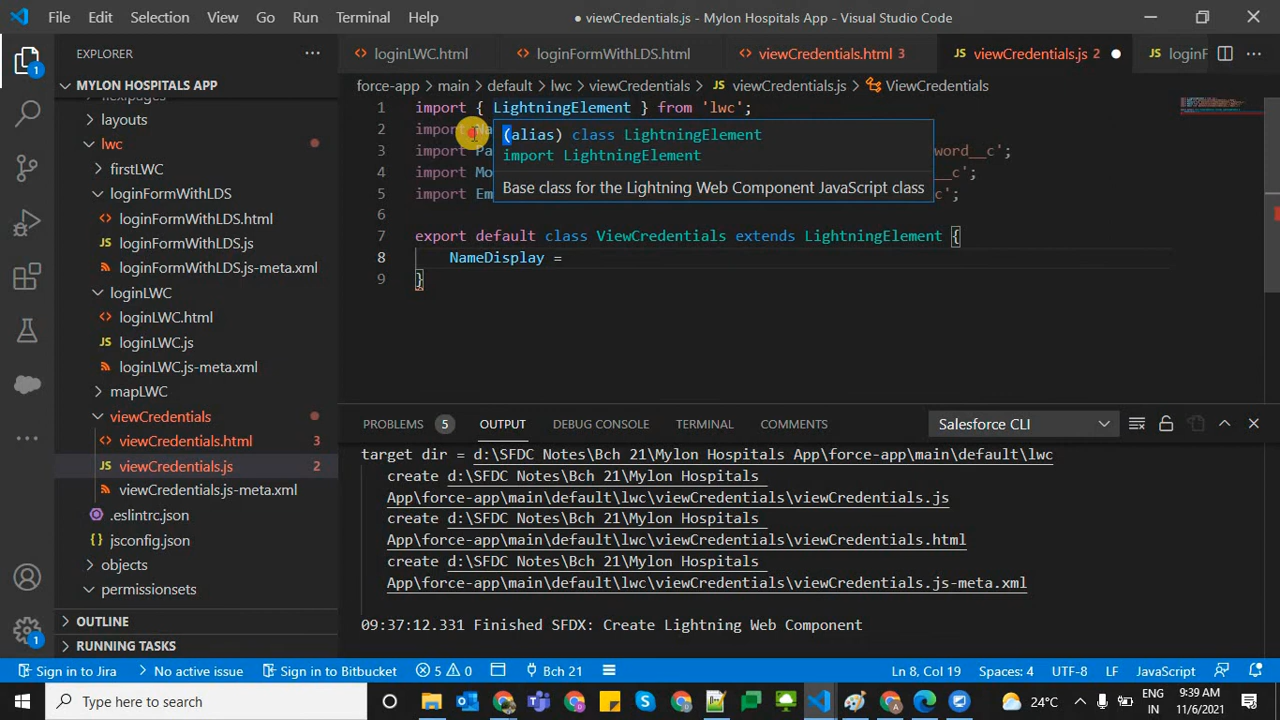 File Edit Selection View Go Run Terminal Help
● viewCredentials.js - Mylon Hospitals App - Visual Studio Code
EXPLORER
MYLON HOSPITALS APP
layouts
lwc
firstLWC
loginFormWithLDS
loginFormWithLDS.html
loginFormWithLDS.js
loginFormWithLDS.js-meta.xml
loginLWC
loginLWC.html
loginLWC.js
loginLWC.js-meta.xml
mapLWC
viewCredentials
viewCredentials.html 3
viewCredentials.js 2
viewCredentials.js-meta.xml
.eslintrc.json
jsconfig.json
objects
permissionsets
OUTLINE
RUNNING TASKS
1
1
loginLWC.html loginFormWithLDS.html viewCredentials.html 3 viewCredentials.js 2 loginF
force-app > main > default > lwc > viewCredentials > JS viewCredentials.js > ViewCredentials
1 import { LightningElement } from 'lwc';
2 import
3 import Pa word__c';
4 import Mo __c';
5 import Em c';
6
7 export default class ViewCredentials extends LightningElement {
8 NameDisplay =
9 }
(alias) class LightningElement
import LightningElement
Base class for the Lightning Web Component JavaScript class
PROBLEMS 5 OUTPUT DEBUG CONSOLE TERMINAL COMMENTS Salesforce CLI
target dir = d:\SFDC Notes\Bch 21\Mylon Hospitals App\force-app\main\default\lwc
create d:\SFDC Notes\Bch 21\Mylon Hospitals
App\force-app\main\default\lwc\viewCredentials\viewCredentials.js
create d:\SFDC Notes\Bch 21\Mylon Hospitals
App\force-app\main\default\lwc\viewCredentials\viewCredentials.html
create d:\SFDC Notes\Bch 21\Mylon Hospitals
App\force-app\main\default\lwc\viewCredentials\viewCredentials.js-meta.xml
09:37:12.331 Finished SFDX: Create Lightning Web Component
Sign in to Jira No active issue Sign in to Bitbucket 5 0 Bch 21 Ln 8, Col 19 Spaces: 4 UTF-8 LF JavaScript
Type here to search
24°C
ENG
IN
9:39 AM
11/6/2021